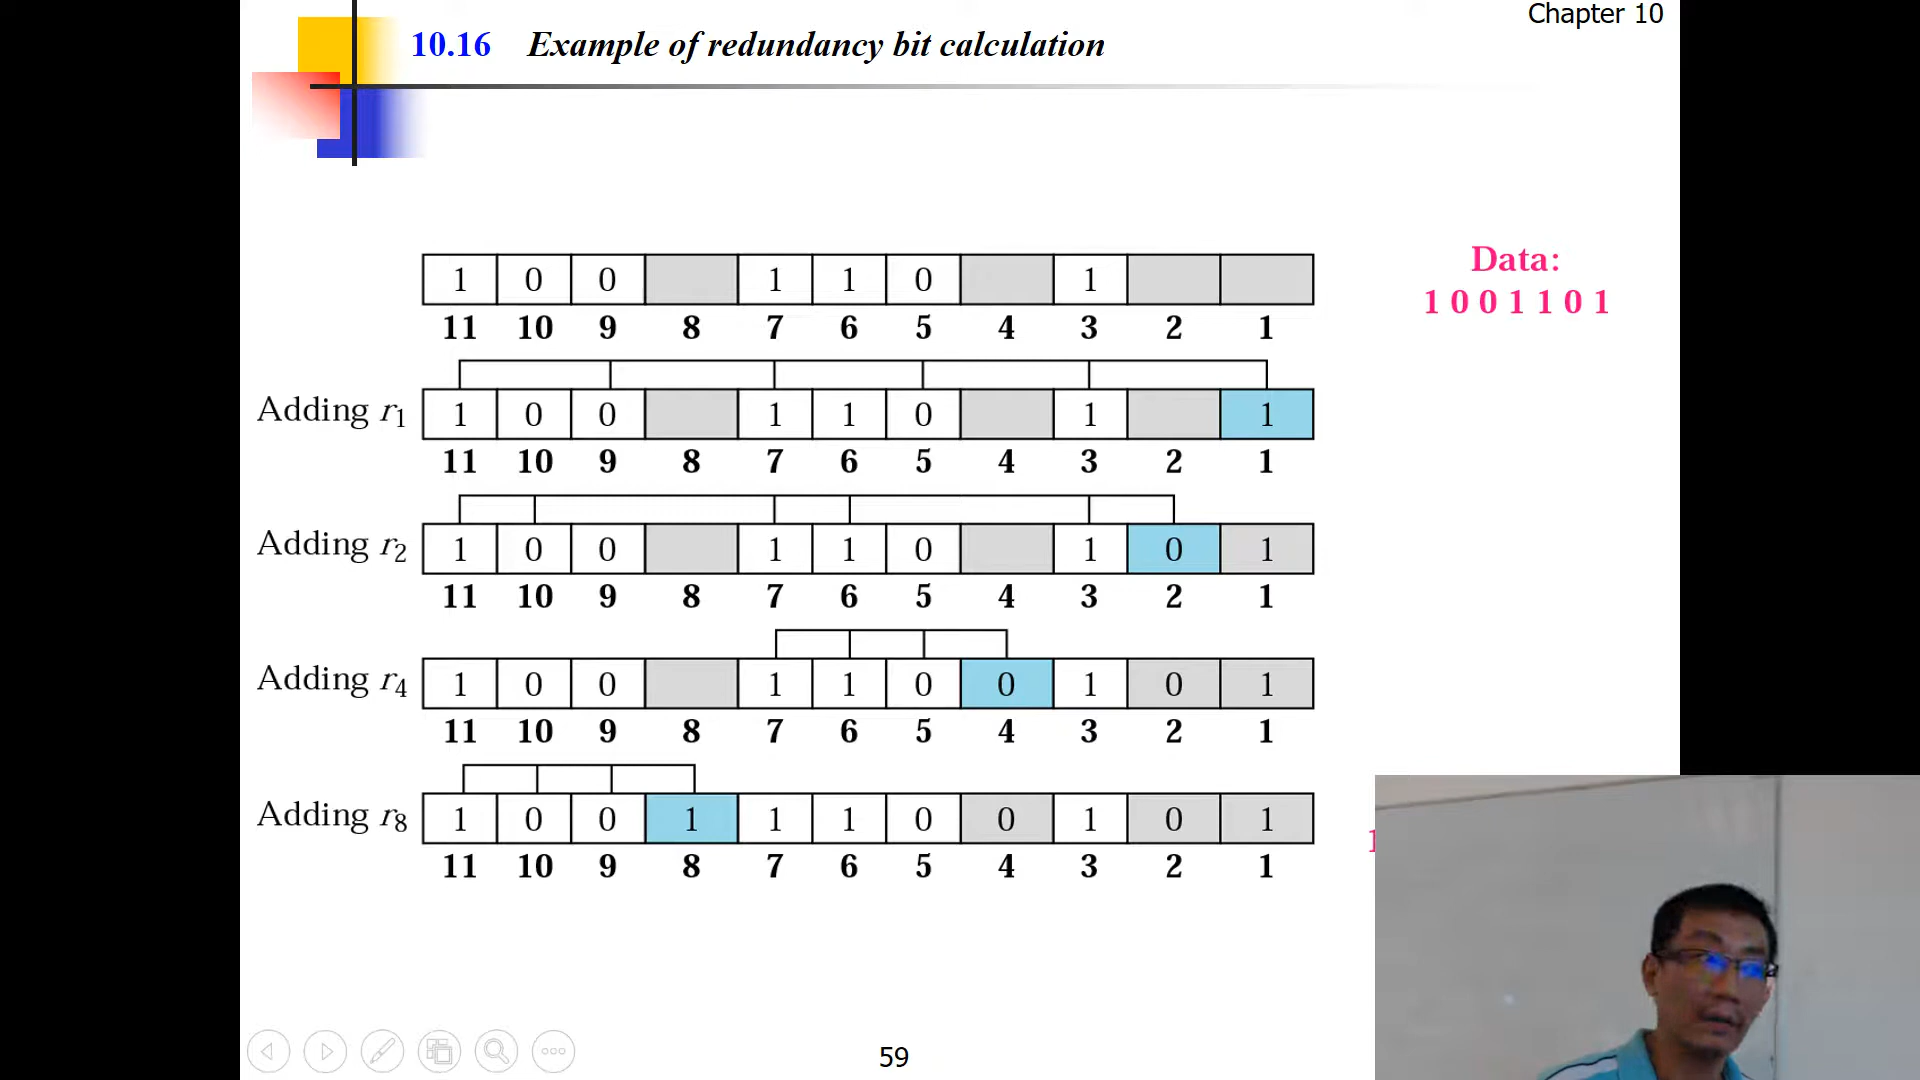 Chapter 10
10.16 Example of redundancy bit calculation
Data:
1 0 0 1 1 0 1
1 0 0 1 1 0 1
11 10 9 8 7 6 5 4 3 2 1
Adding r1 1 0 0 1 1 0 1 1
11 10 9 8 7 6 5 4 3 2 1
Adding r2 1 0 0 1 1 0 1 0 1
11 10 9 8 7 6 5 4 3 2 1
Adding r4 1 0 0 1 1 0 0 1 0 1
11 10 9 8 7 6 5 4 3 2 1
Adding r8 1 0 0 1 1 1 0 0 1 0 1
11 10 9 8 7 6 5 4 3 2 1
59